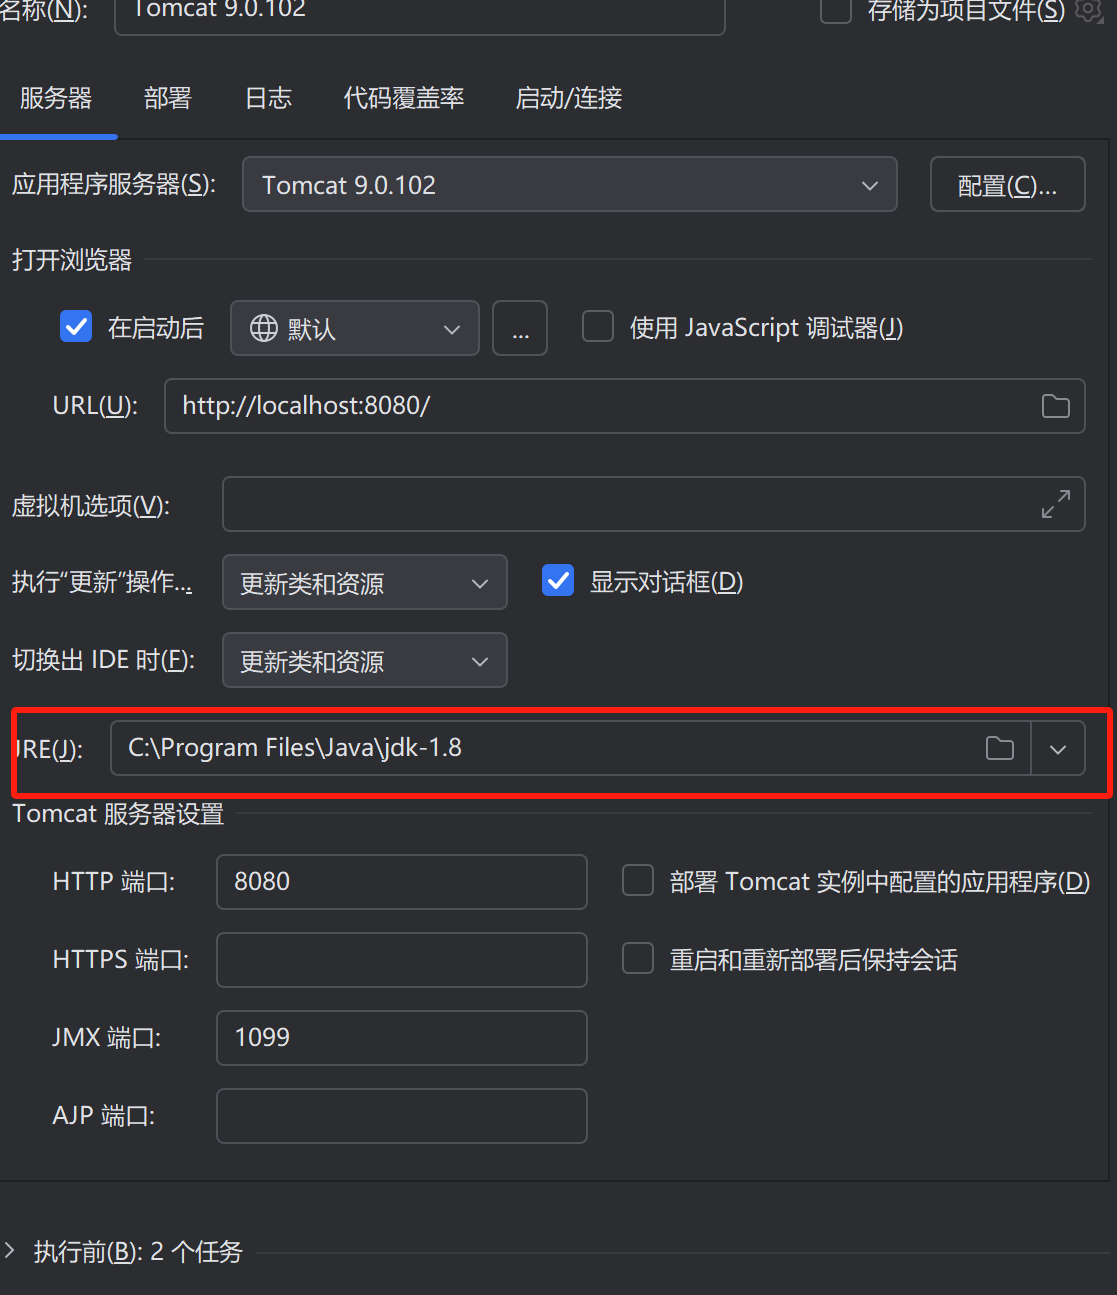 名称(N): Tomcat 9.0.102 存储为项目文件(S)
服务器 部署 日志 代码覆盖率 启动/连接
应用程序服务器(S): Tomcat 9.0.102 配置(C)...
打开浏览器
在启动后 默认 ... 使用 JavaScript 调试器(J)
URL(U): http://localhost:8080/
虚拟机选项(V):
执行“更新”操作... 更新类和资源 显示对话框(D)
切换出 IDE 时(F): 更新类和资源
JRE(J): C:\Program Files\Java\jdk-1.8
Tomcat 服务器设置
HTTP 端口: 8080 部署 Tomcat 实例中配置的应用程序(D)
HTTPS 端口: 重启和重新部署后保持会话
JMX 端口: 1099
AJP 端口:
执行前(B): 2 个任务